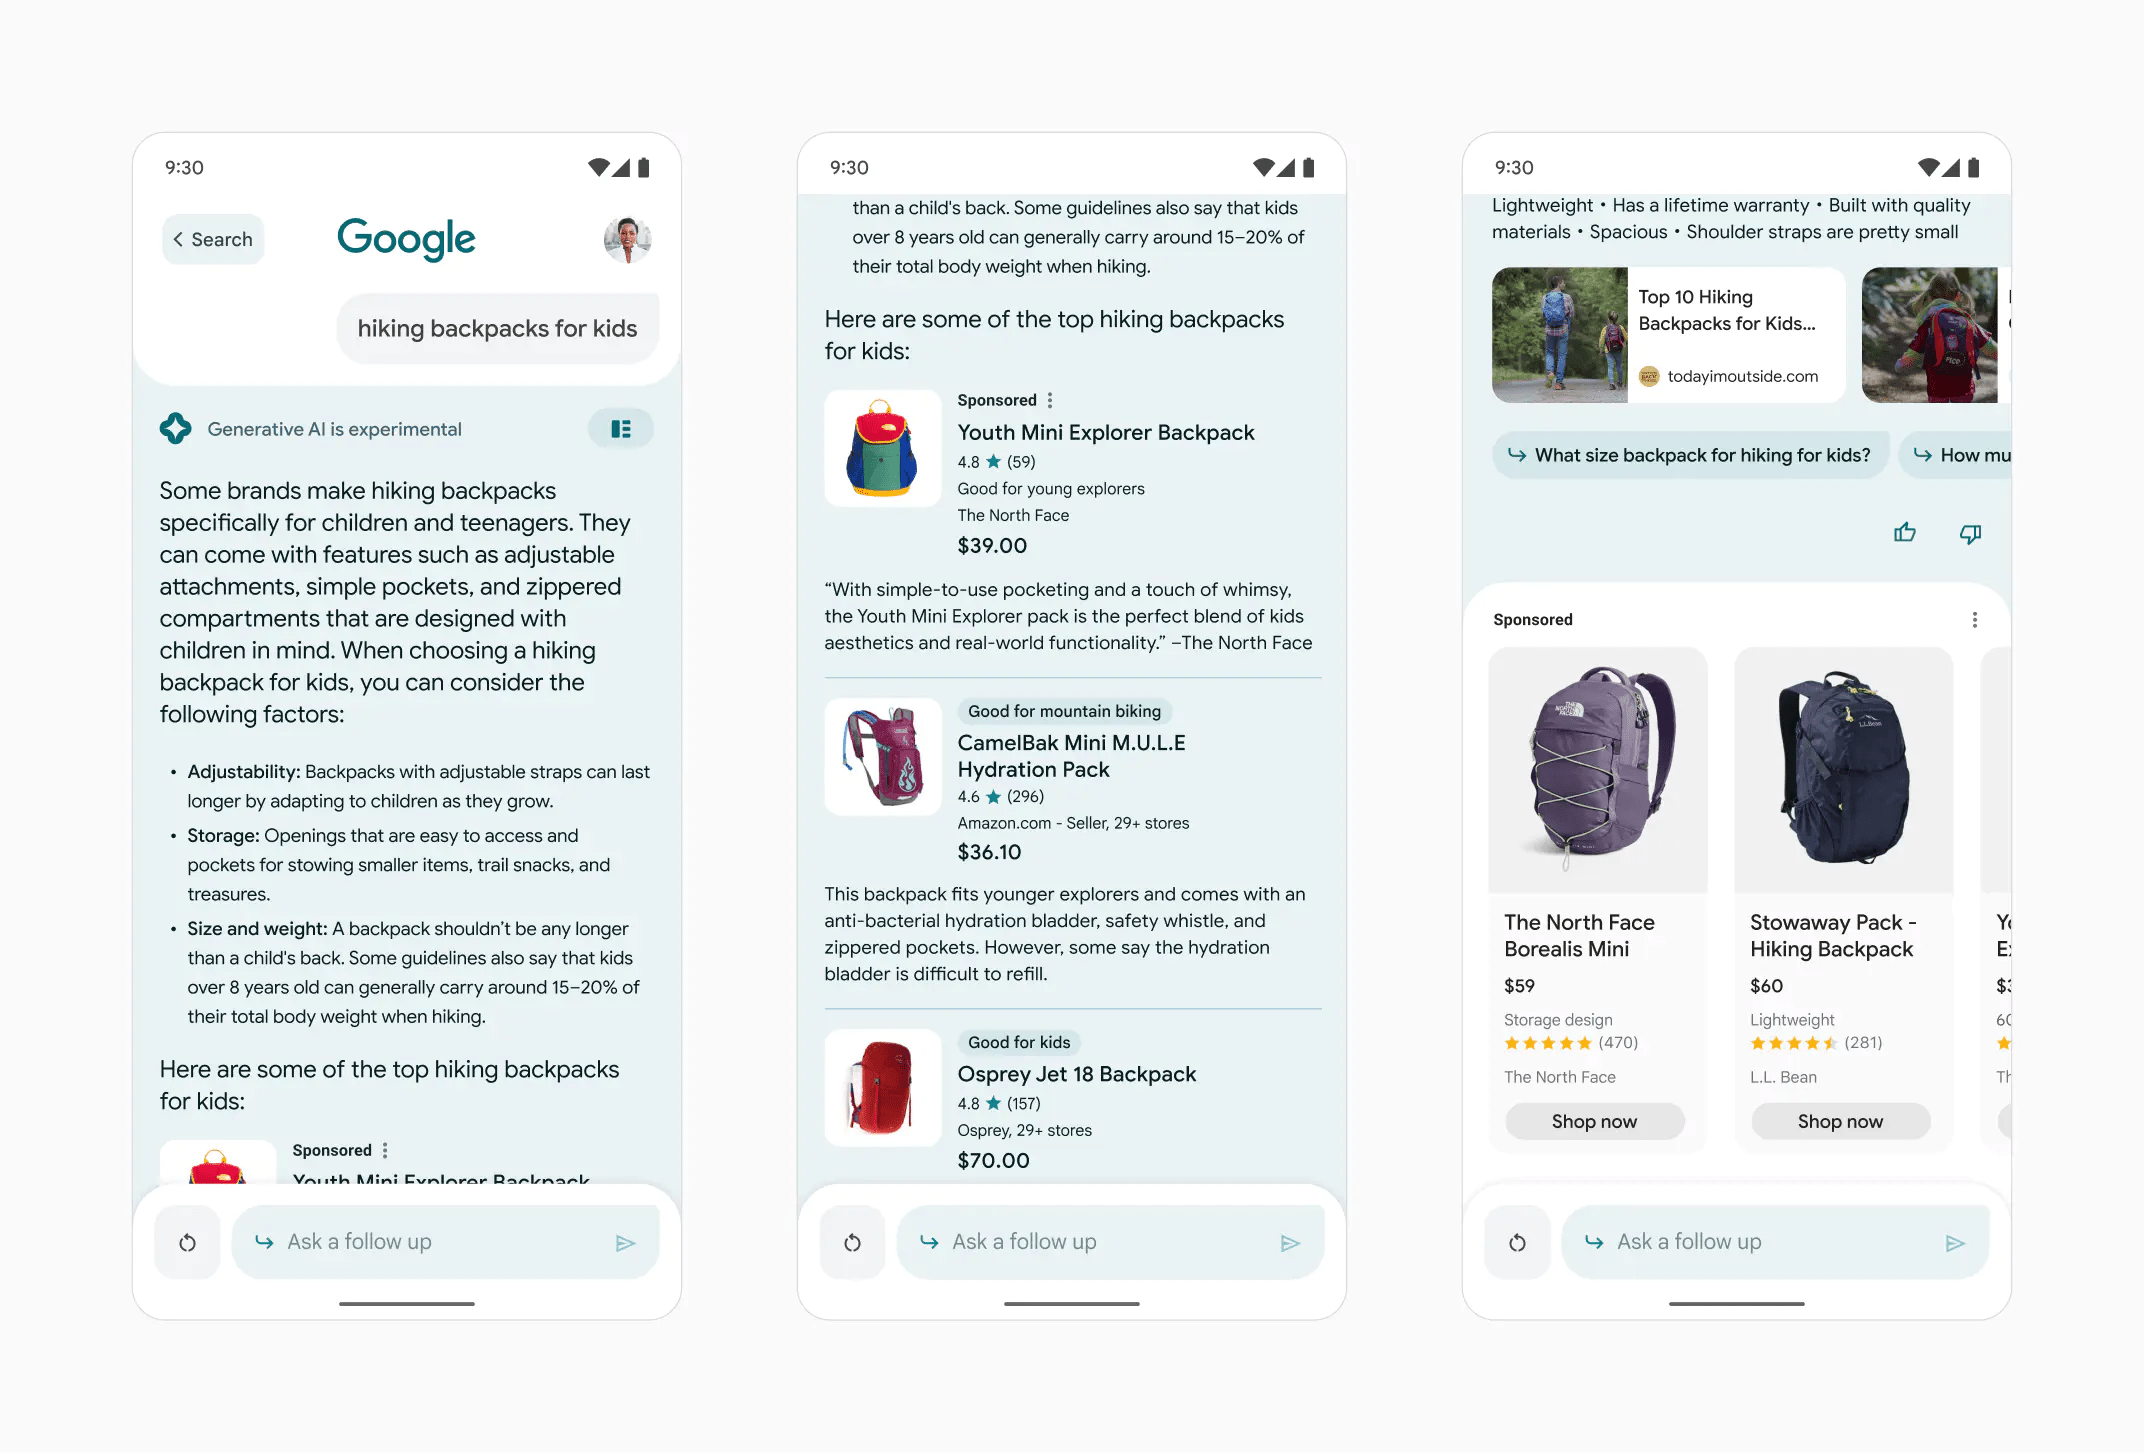 9:30
Search
Google
hiking backpacks for kids
Generative AI is experimental
Some brands make hiking backpacks
specifically for children and teenagers. They
can come with features such as adjustable
attachments, simple pockets, and zippered
compartments that are designed with
children in mind. When choosing a hiking
backpack for kids, you can consider the
following factors:
• Adjustability: Backpacks with adjustable straps can last
longer by adapting to children as they grow.
• Storage: Openings that are easy to access and
pockets for stowing smaller items, trail snacks, and
treasures.
• Size and weight: A backpack shouldn't be any longer
than a child's back. Some guidelines also say that kids
over 8 years old can generally carry around 15–20% of
their total body weight when hiking.
Here are some of the top hiking backpacks
for kids:
Sponsored
Youth Mini Explorer Backpack
Ask a follow up
9:30
than a child's back. Some guidelines also say that kids
over 8 years old can generally carry around 15–20% of
their total body weight when hiking.
Here are some of the top hiking backpacks
for kids:
Sponsored
Youth Mini Explorer Backpack
4.8 ★ (59)
Good for young explorers
The North Face
$39.00
“With simple-to-use pocketing and a touch of whimsy,
the Youth Mini Explorer pack is the perfect blend of kids
aesthetics and real-world functionality.” –The North Face
Good for mountain biking
CamelBak Mini M.U.L.E
Hydration Pack
4.6 ★ (296)
Amazon.com - Seller, 29+ stores
$36.10
This backpack fits younger explorers and comes with an
anti-bacterial hydration bladder, safety whistle, and
zippered pockets. However, some say the hydration
bladder is difficult to refill.
Good for kids
Osprey Jet 18 Backpack
4.8 ★ (157)
Osprey, 29+ stores
$70.00
Ask a follow up
9:30
Lightweight • Has a lifetime warranty • Built with quality
materials • Spacious • Shoulder straps are pretty small
Top 10 Hiking
Backpacks for Kids...
todayimoutside.com
What size backpack for hiking for kids?
How mu
Sponsored
THE
NORTH
FACE
L.L.Bean
The North Face
Borealis Mini
$59
Storage design
★★★★★ (470)
The North Face
Shop now
Stowaway Pack -
Hiking Backpack
$60
Lightweight
(281)
L.L. Bean
Shop now
Ask a follow up